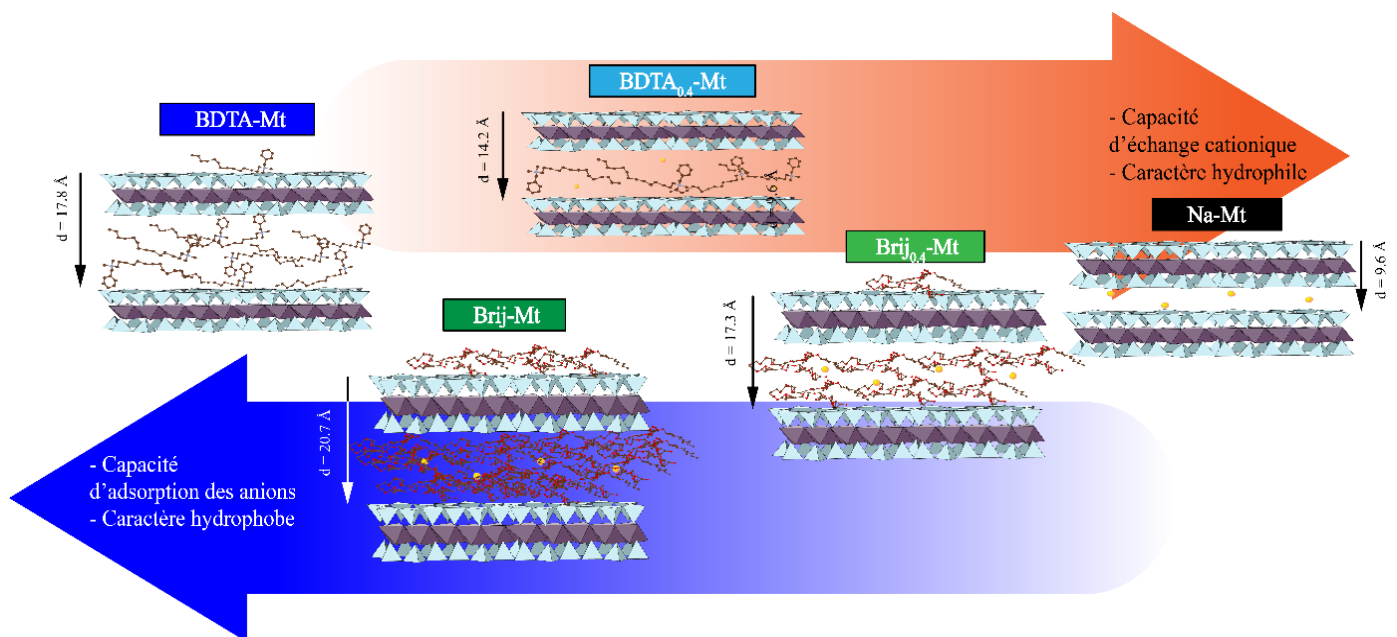 BDTA-Mt
d = 17.8 Å
BDTA0.4-Mt
d = 14.2 Å
d = 9.6 Å
- Capacité
d’échange cationique
- Caractère hydrophile
Na-Mt
d = 9.6 Å
Brij0.4-Mt
d = 17.3 Å
Brij-Mt
d = 20.7 Å
- Capacité
d’adsorption des anions
- Caractère hydrophobe